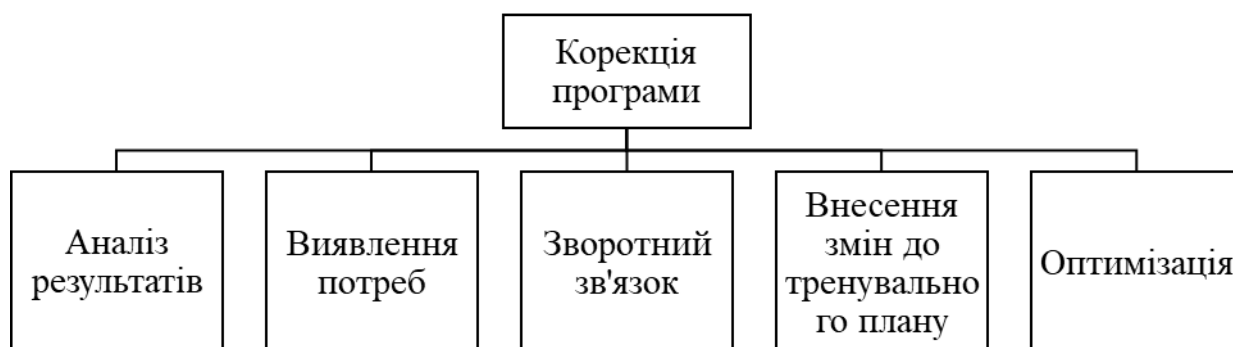 Корекція
програми
Аналіз
результатів
Виявлення
потреб
Зворотний
зв'язок
Внесення
змін до
тренувально
го плану
Оптимізація